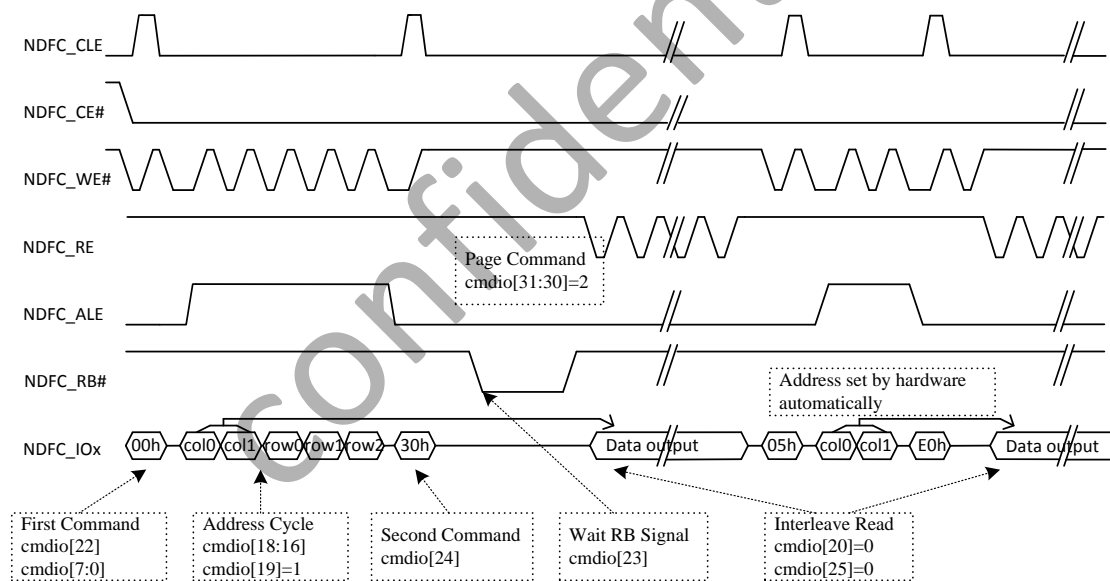 NDFC_CLE
NDFC_CE#
NDFC_WE#
NDFC_RE
Page Command
cmdio[31:30]=2
NDFC_ALE
NDFC_RB#
Address set by hardware
automatically
NDFC_IOx
00h col0 col1 row0 row1 row2 30h Data output 05h col0 col1 E0h Data output
First Command
cmdio[22]
cmdio[7:0]
Address Cycle
cmdio[18:16]
cmdio[19]=1
Second Command
cmdio[24]
Wait RB Signal
cmdio[23]
Interleave Read
cmdio[20]=0
cmdio[25]=0
confident